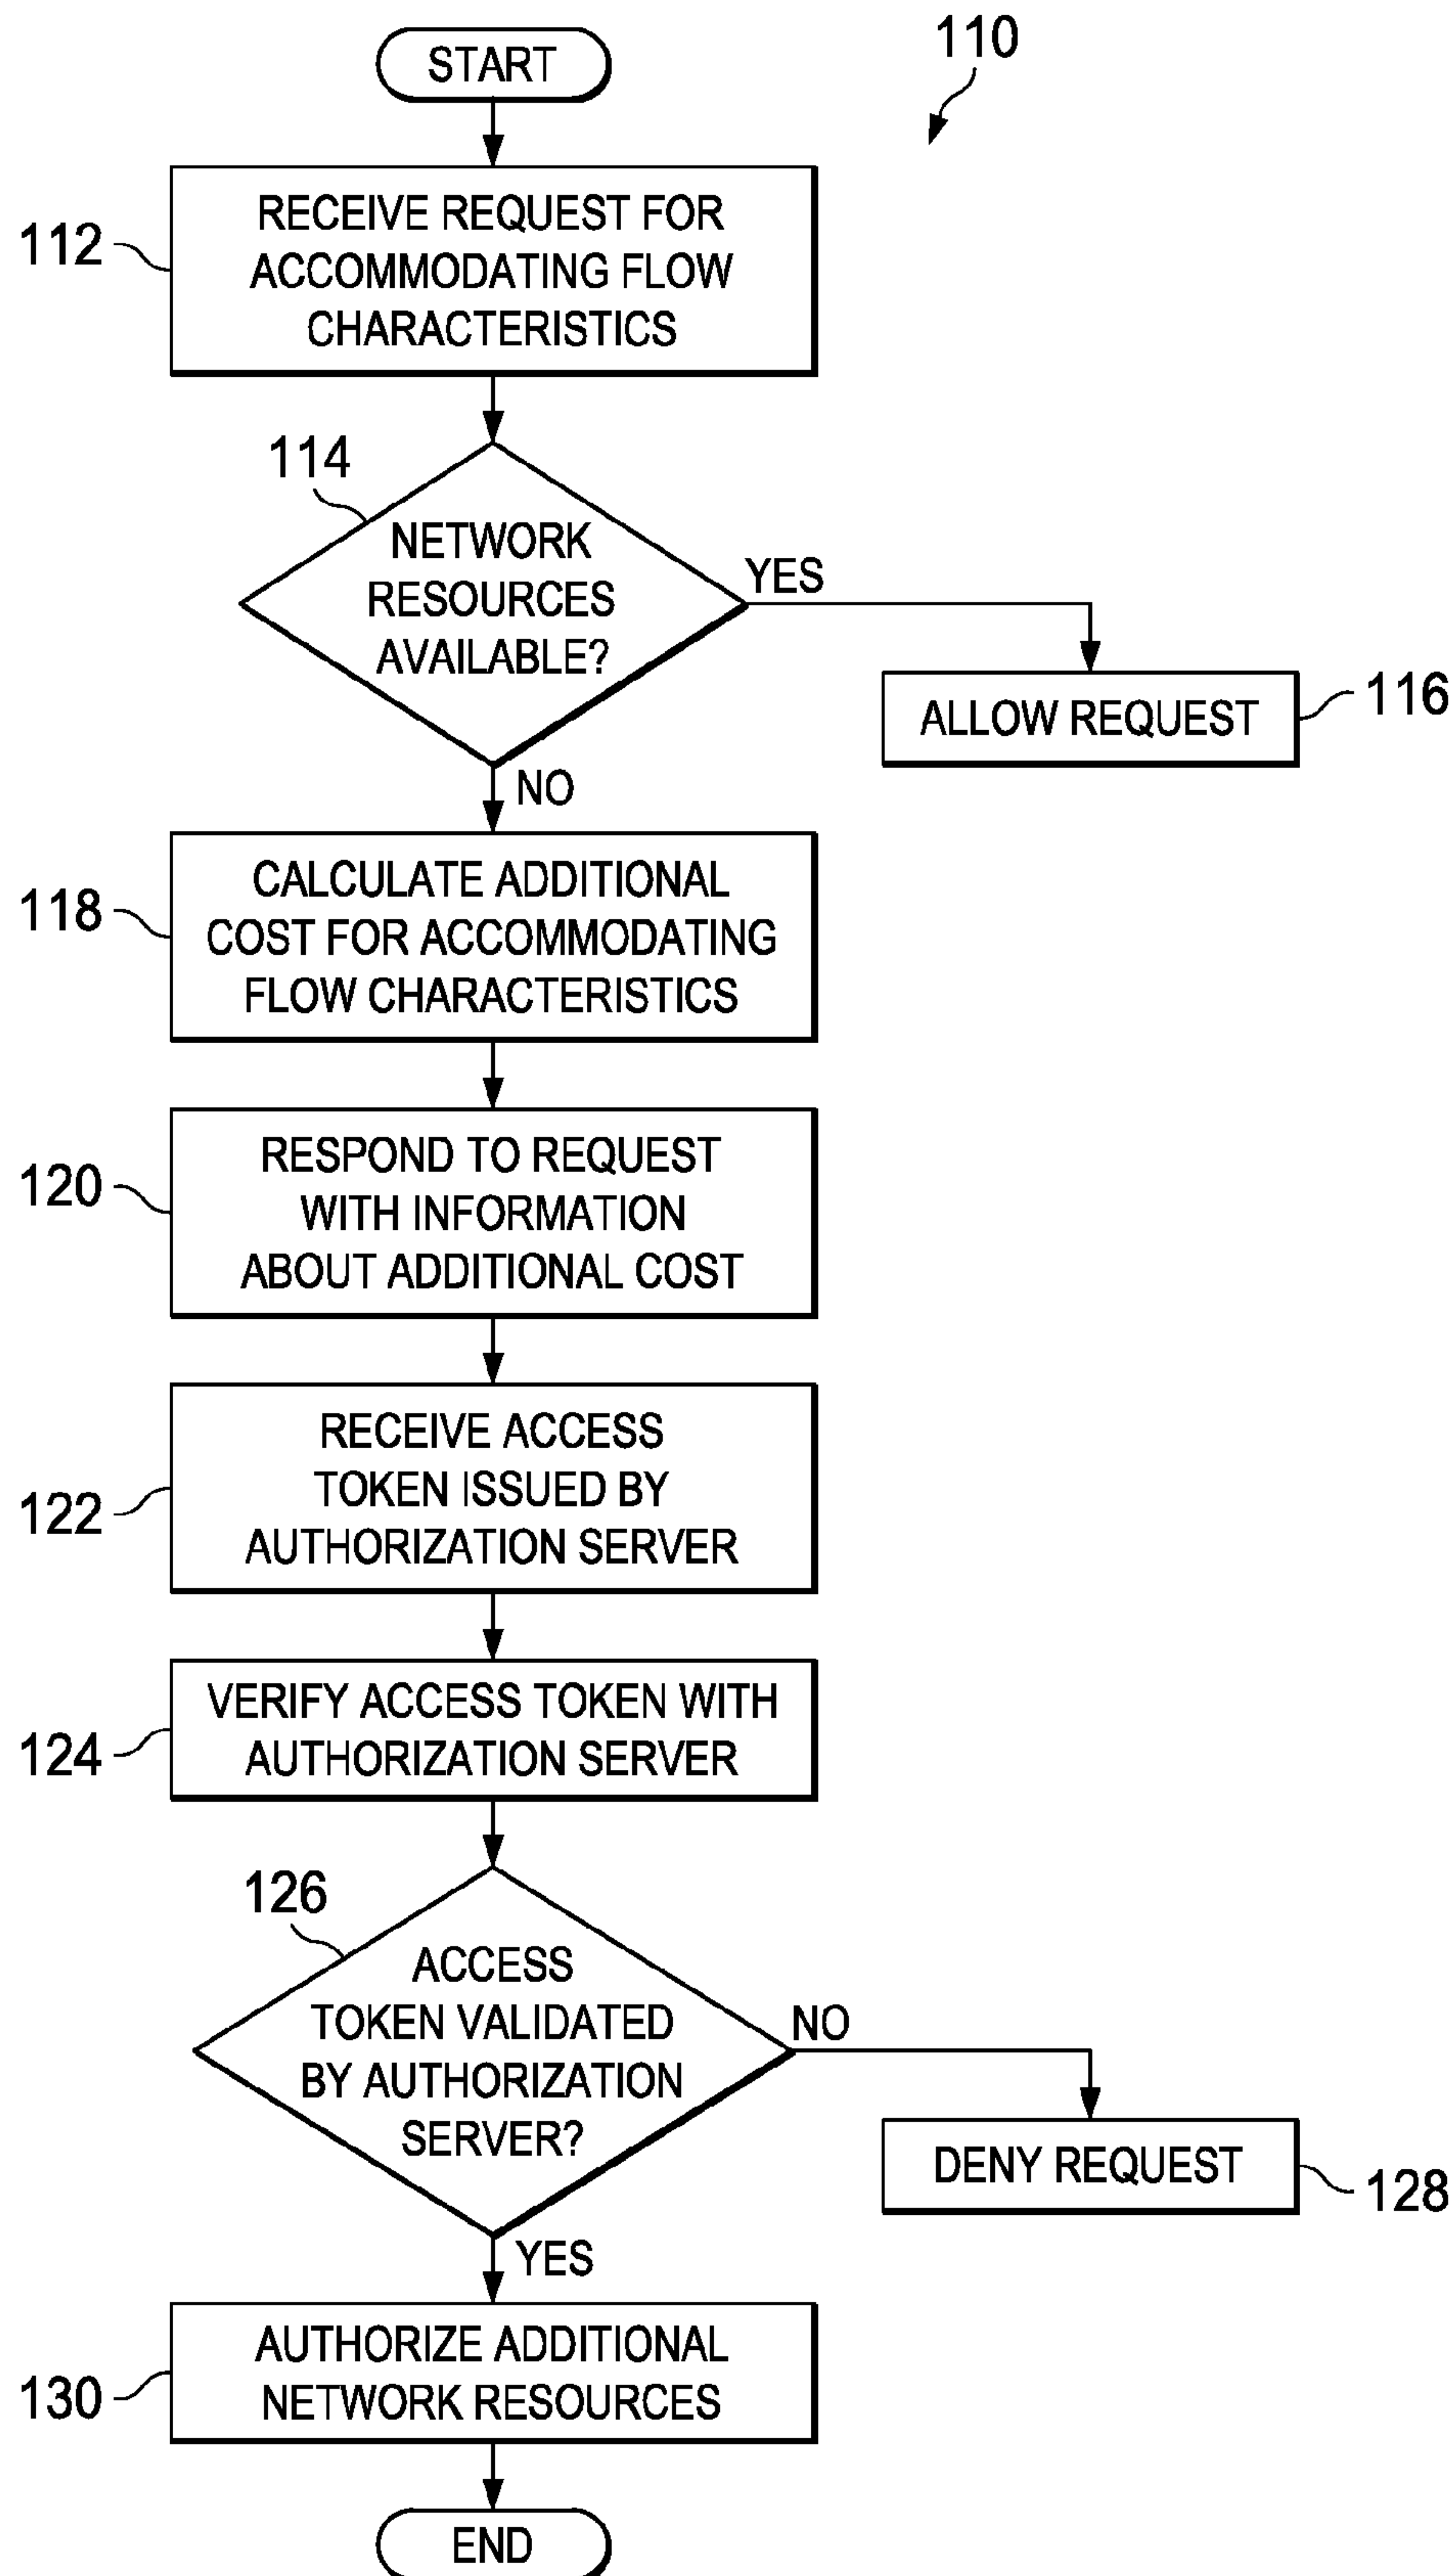 START
110
112
RECEIVE REQUEST FOR
ACCOMMODATING FLOW
CHARACTERISTICS
114
NETWORK
RESOURCES
AVAILABLE?
YES
ALLOW REQUEST
116
NO
118
CALCULATE ADDITIONAL
COST FOR ACCOMMODATING
FLOW CHARACTERISTICS
120
RESPOND TO REQUEST
WITH INFORMATION
ABOUT ADDITIONAL COST
122
RECEIVE ACCESS
TOKEN ISSUED BY
AUTHORIZATION SERVER
124
VERIFY ACCESS TOKEN WITH
AUTHORIZATION SERVER
126
ACCESS
TOKEN VALIDATED
BY AUTHORIZATION
SERVER?
NO
DENY REQUEST
128
YES
130
AUTHORIZE ADDITIONAL
NETWORK RESOURCES
END